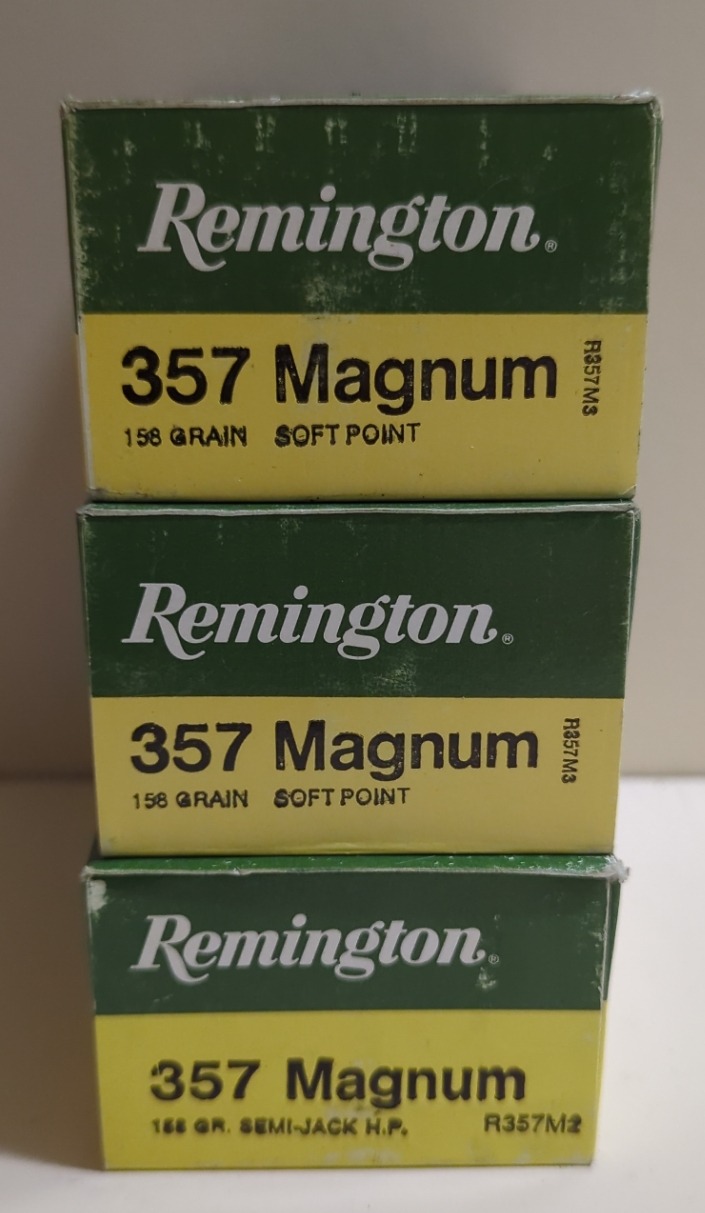 Remington®
357 Magnum
R357M3
158 GRAIN SOFT POINT
Remington®
357 Magnum
R357M3
158 GRAIN SOFT POINT
Remington®
357 Magnum
158 GR. SEMI-JACK H.P. R357M2